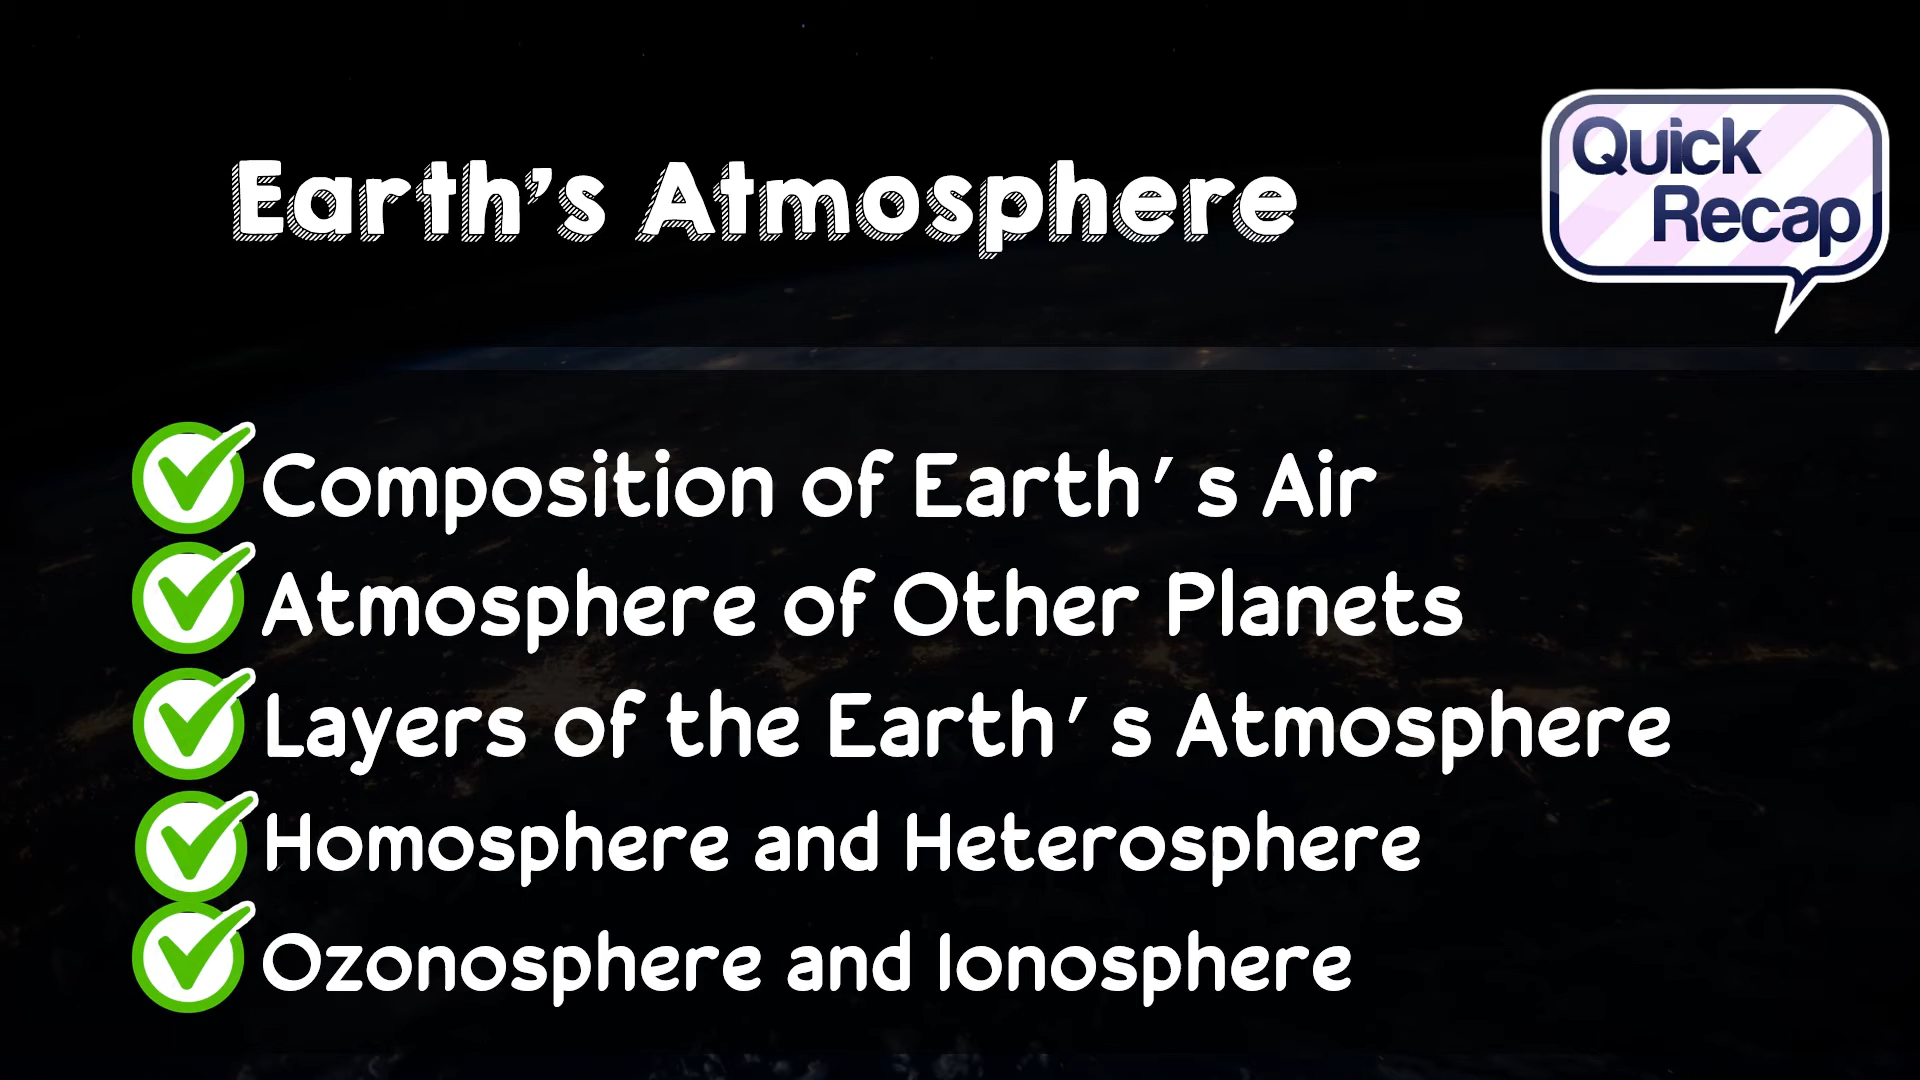 Earth's Atmosphere
Quick
Recap
Composition of Earth's Air
Atmosphere of Other Planets
Layers of the Earth's Atmosphere
Homosphere and Heterosphere
Ozonosphere and Ionosphere